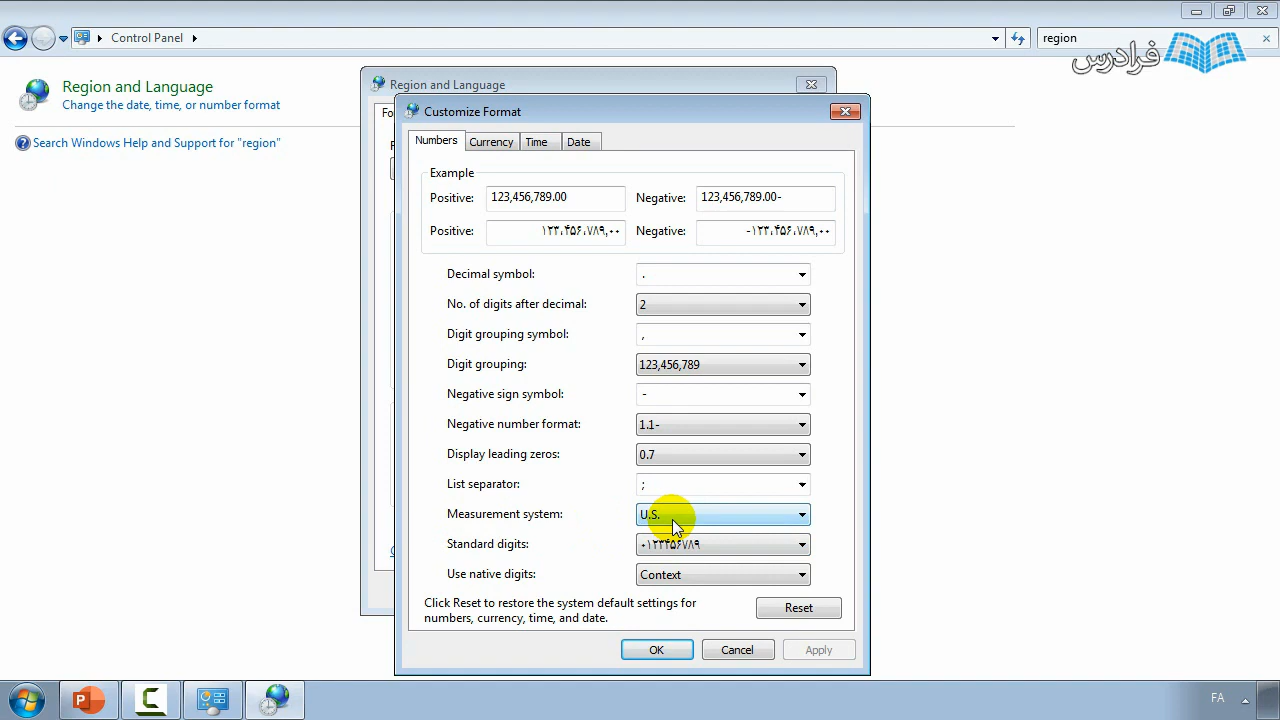 Control Panel
region
فرادرس
Region and Language
Change the date, time, or number format
Search Windows Help and Support for "region"
Region and Language
Customize Format
Numbers
Currency
Time
Date
Example
Positive:
123,456,789.00
Negative:
123,456,789.00-
Positive:
۱۲۳،۴۵۶،۷۸۹,۰۰
Negative:
-۱۲۳،۴۵۶،۷۸۹,۰۰
Decimal symbol:
.
No. of digits after decimal:
2
Digit grouping symbol:
,
Digit grouping:
123,456,789
Negative sign symbol:
-
Negative number format:
1.1-
Display leading zeros:
0.7
List separator:
;
Measurement system:
U.S.
Standard digits:
۰۱۲۳۴۵۶۷۸۹
Use native digits:
Context
Click Reset to restore the system default settings for
numbers, currency, time, and date.
Reset
OK
Cancel
Apply
FA